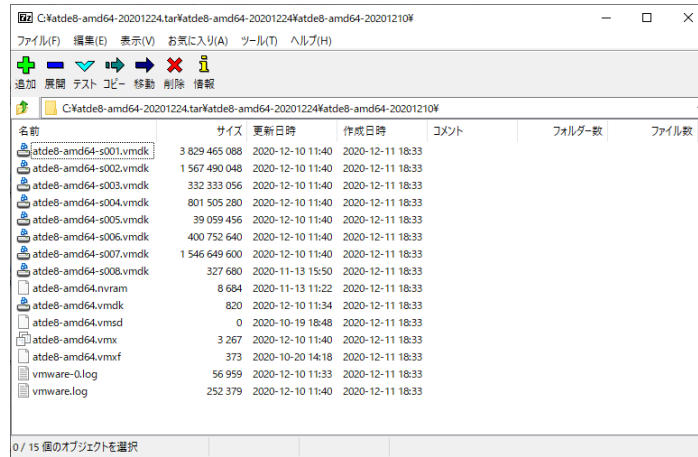 C:¥atde8-amd64-20201224.tar¥atde8-amd64-20201224¥atde8-amd64-20201210¥
ファイル(F) 編集(E) 表示(V) お気に入り(A) ツール(T) ヘルプ(H)
追加 展開 テスト コピー 移動 削除 情報
C:¥atde8-amd64-20201224.tar¥atde8-amd64-20201224¥atde8-amd64-20201210¥
名前 サイズ 更新日時 作成日時 コメント フォルダー数 ファイル数
atde8-amd64-s001.vmdk 3 829 465 088 2020-12-10 11:40 2020-12-11 18:33
atde8-amd64-s002.vmdk 1 567 490 048 2020-12-10 11:40 2020-12-11 18:33
atde8-amd64-s003.vmdk 332 333 056 2020-12-10 11:40 2020-12-11 18:33
atde8-amd64-s004.vmdk 801 505 280 2020-12-10 11:40 2020-12-11 18:33
atde8-amd64-s005.vmdk 39 059 456 2020-12-10 11:40 2020-12-11 18:33
atde8-amd64-s006.vmdk 400 752 640 2020-12-10 11:40 2020-12-11 18:33
atde8-amd64-s007.vmdk 1 546 649 600 2020-12-10 11:40 2020-12-11 18:33
atde8-amd64-s008.vmdk 327 680 2020-11-13 15:50 2020-12-11 18:33
atde8-amd64.nvram 8 684 2020-11-13 11:22 2020-12-11 18:33
atde8-amd64.vmdk 820 2020-12-10 11:34 2020-12-11 18:33
atde8-amd64.vmsd 0 2020-10-19 18:48 2020-12-11 18:33
atde8-amd64.vmx 3 267 2020-12-10 11:40 2020-12-11 18:33
atde8-amd64.vmxf 373 2020-10-20 14:18 2020-12-11 18:33
vmware-0.log 56 959 2020-12-10 11:33 2020-12-11 18:33
vmware.log 252 379 2020-12-10 11:40 2020-12-11 18:33
0 / 15 個のオブジェクトを選択